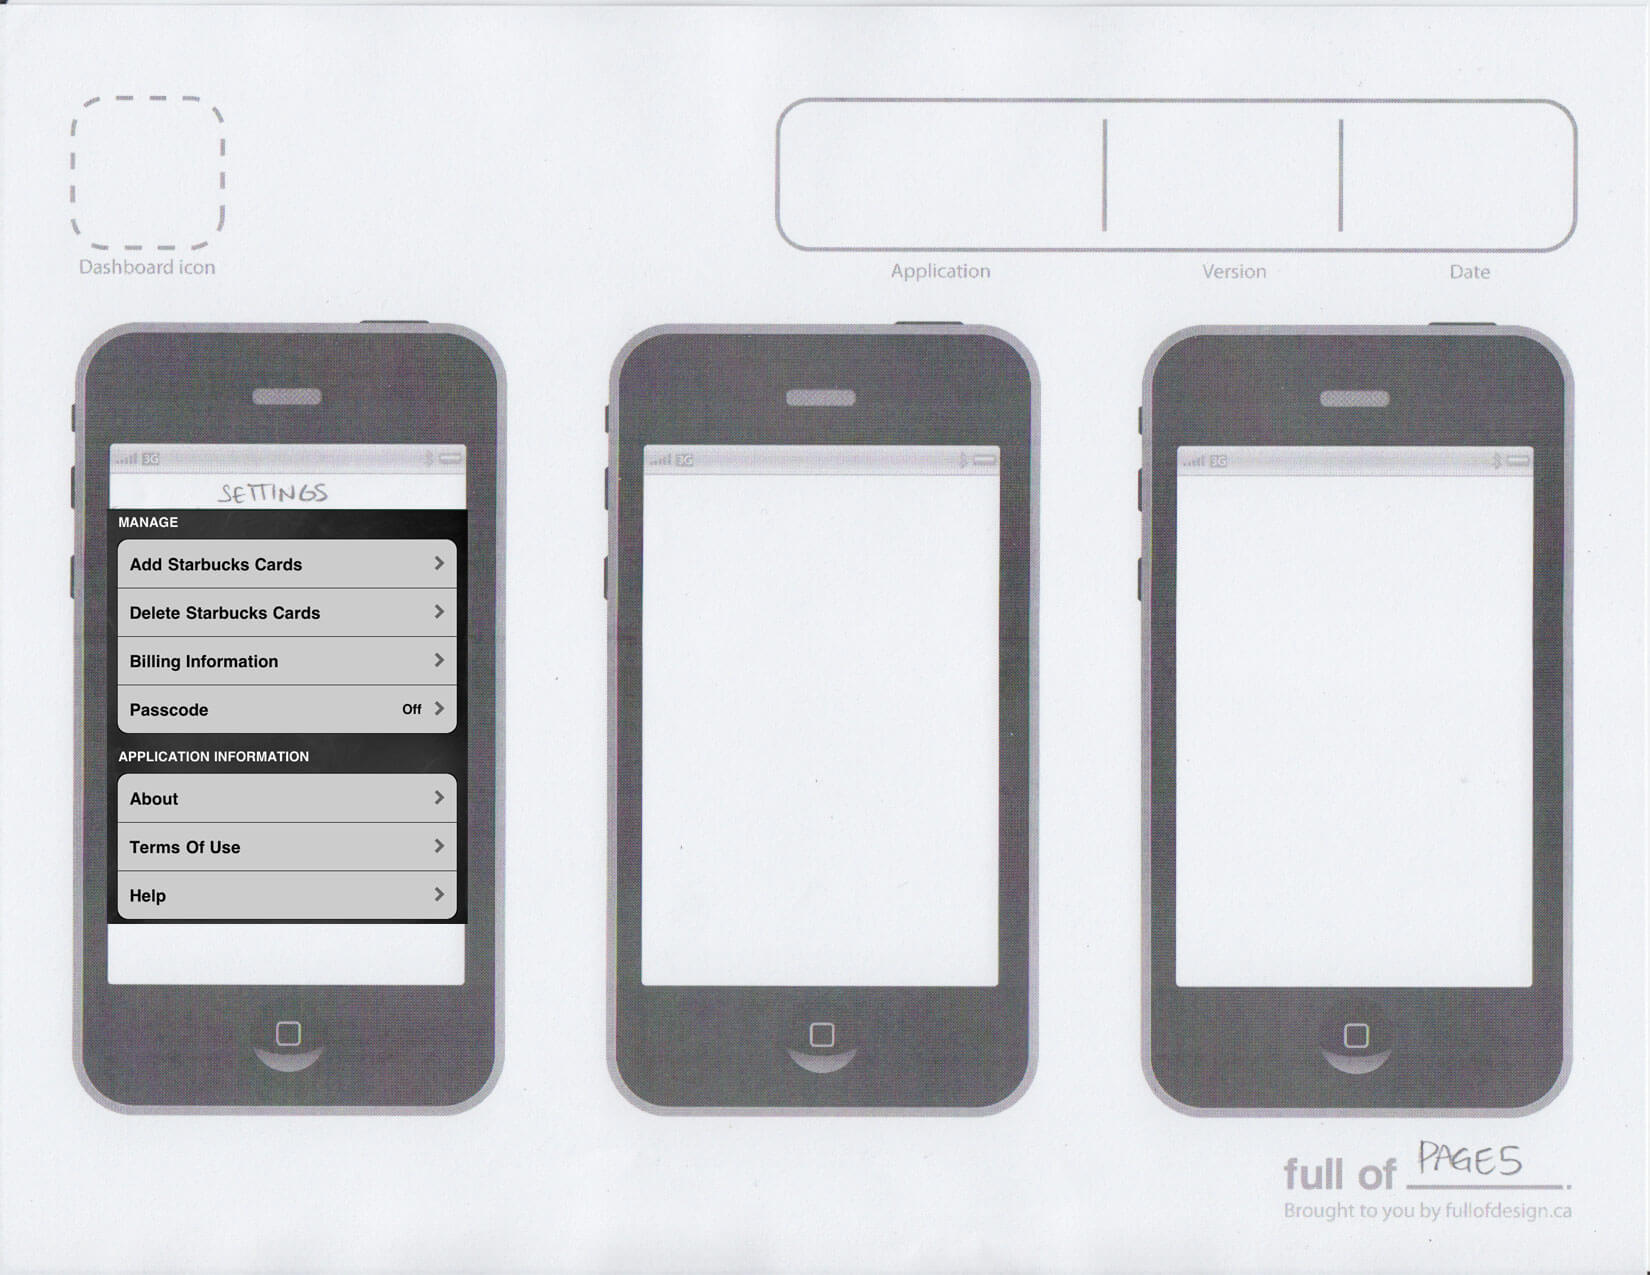 Dashboard icon
Application
Version
Date
3G
SETTINGS
MANAGE
Add Starbucks Cards
Delete Starbucks Cards
Billing Information
Passcode Off
APPLICATION INFORMATION
About
Terms Of Use
Help
3G
3G
full of PAGE5.
Brought to you by fullofdesign.ca